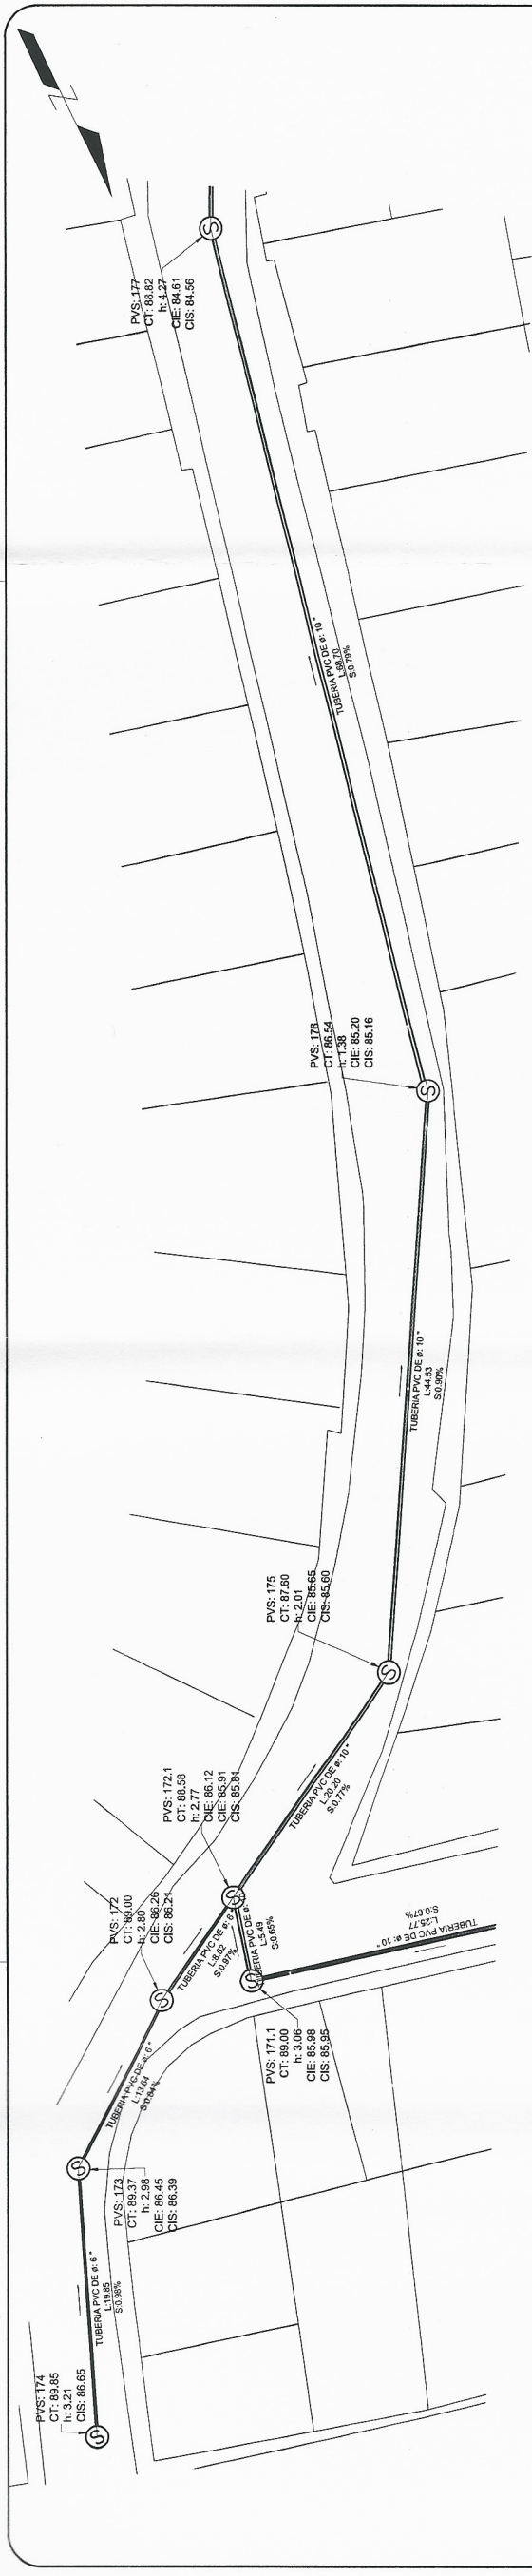 PVS: 177
CT: 88.82
h: 4.27
CIE: 84.61
CIS: 84.56
TUBERIA PVC DE ø: 10 "
L:68.70
S:0.79%
PVS: 176
CT: 86.54
h: 1.38
CIE: 85.20
CIS: 85.16
TUBERIA PVC DE ø: 10 "
L:44.53
S:0.90%
PVS: 175
CT: 87.60
h: 2.01
CIE: 85.65
CIS: 85.60
TUBERIA PVC DE ø: 10 "
L:20.20
S:0.77%
PVS: 172.1
CT: 88.58
h: 2.77
CIE: 86.12
CIE: 85.91
CIS: 85.81
PVS: 172
CT: 89.00
h: 2.80
CIE: 86.26
CIS: 86.21
TUBERIA PVC DE ø: 6 "
L:8.62
S:0.97%
TUBERIA PVC DE ø:
L:5.49
S:0.65%
TUBERIA PVC DE ø: 10 "
L:25.77
S:0.67%
PVS: 171.1
CT: 89.00
h: 3.06
CIE: 85.98
CIS: 85.95
TUBERIA PVC DE ø: 6 "
L:13.64
S:0.84%
PVS: 173
CT: 89.37
h: 2.98
CIE: 86.45
CIS: 86.39
TUBERIA PVC DE ø: 6 "
L:19.85
S:0.98%
PVS: 174
CT: 89.85
h: 3.21
CIS: 86.65